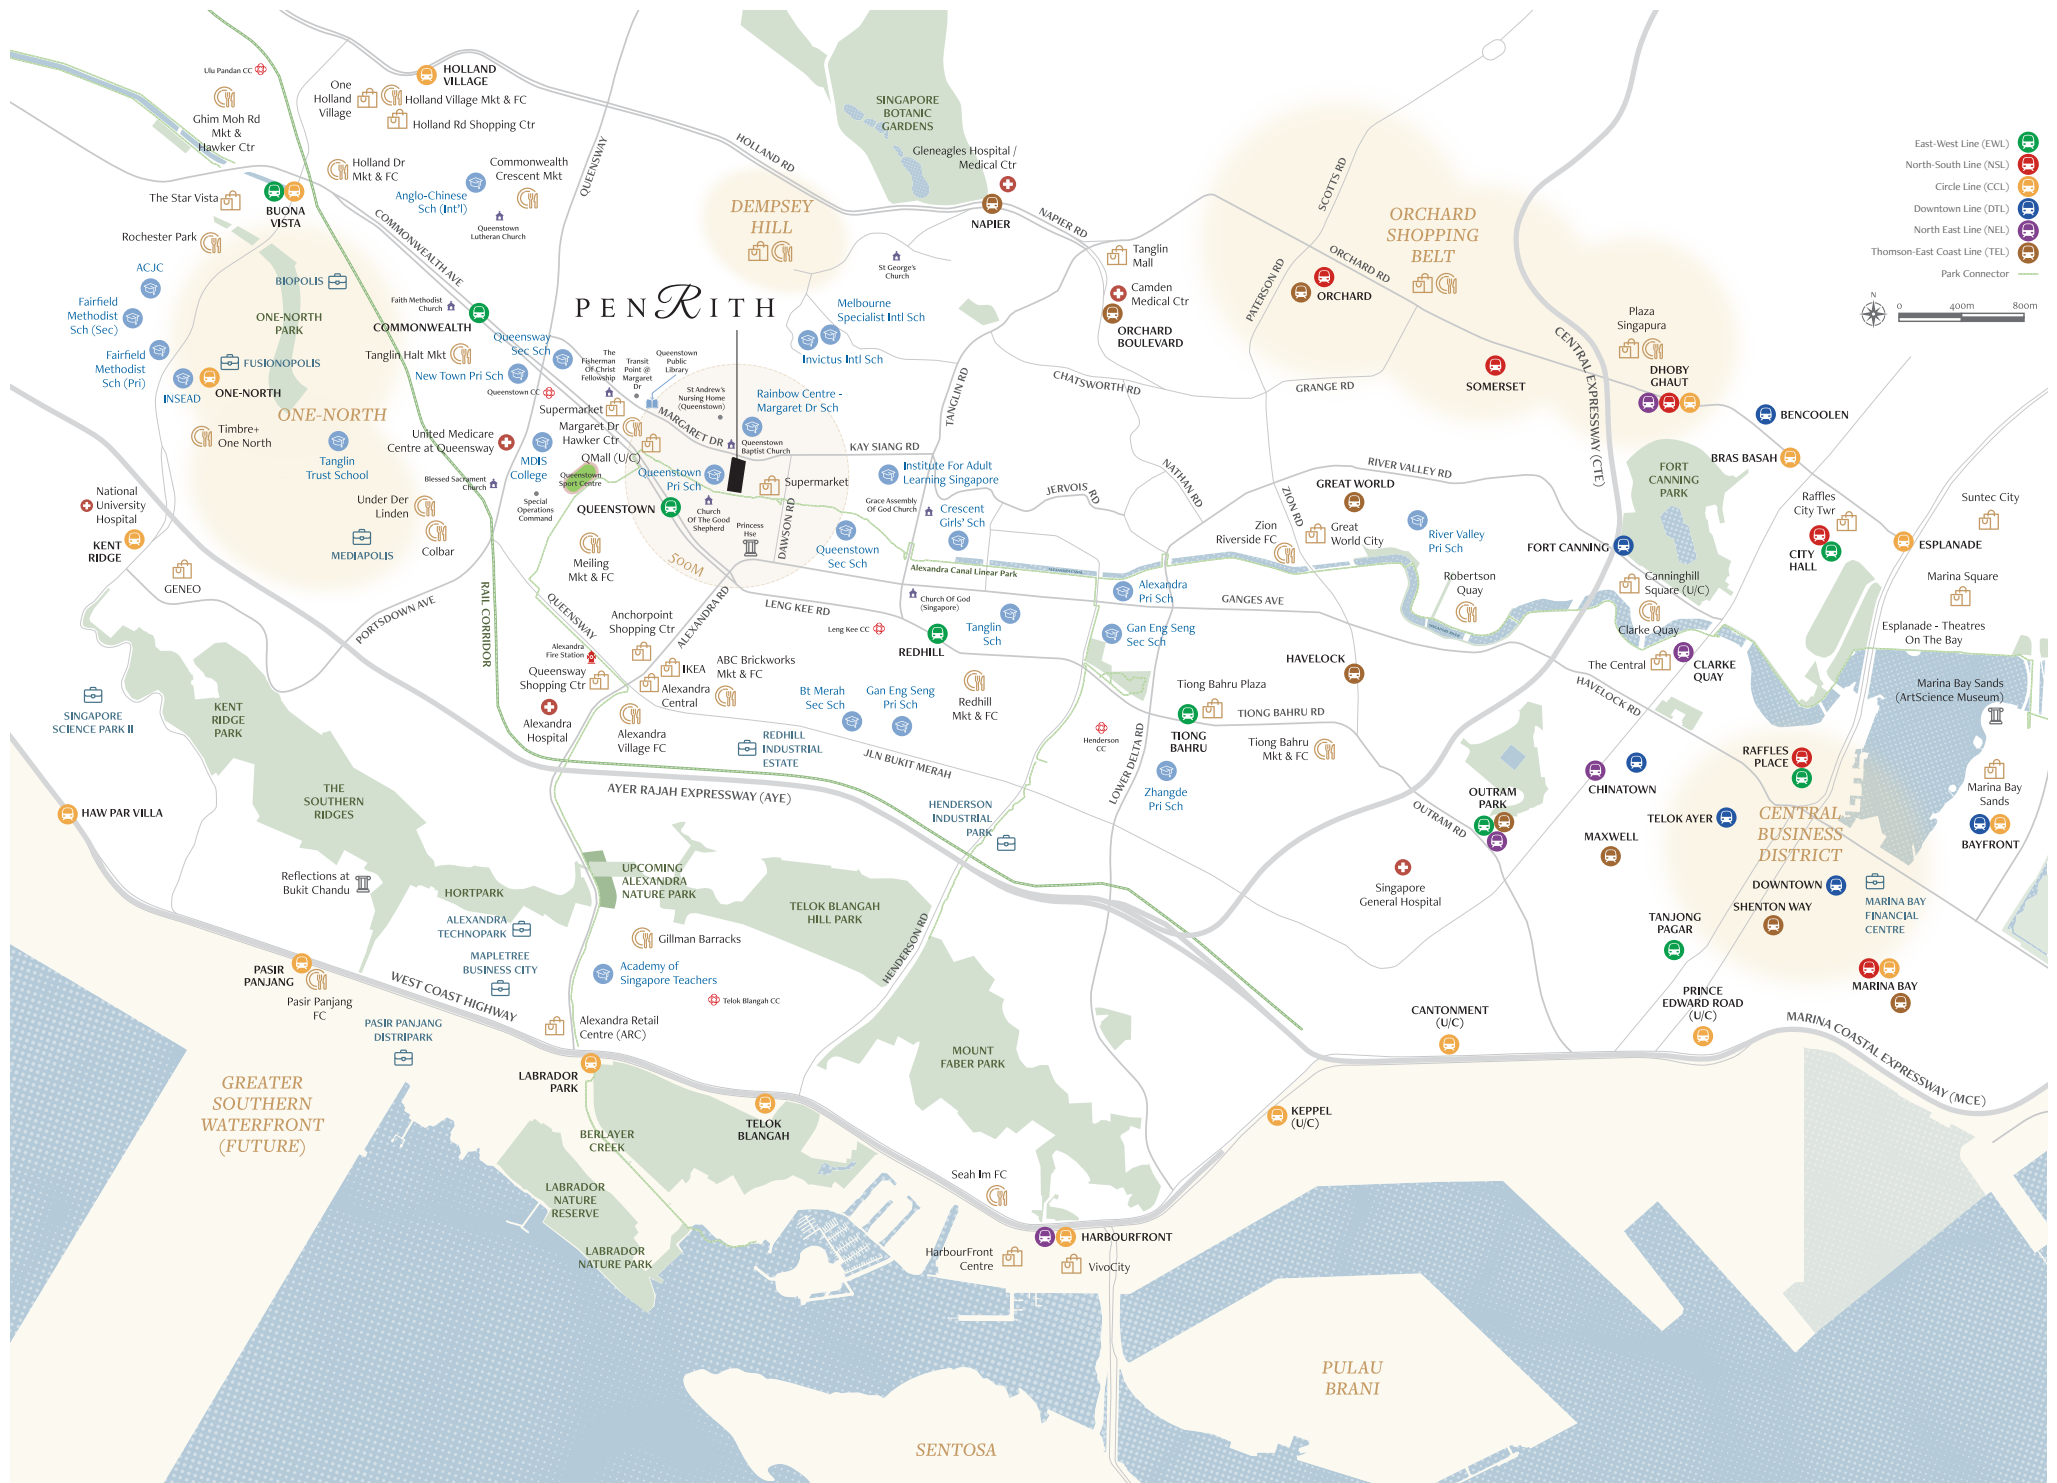 Ulu Pandan CC
HOLLAND
VILLAGE
One
Holland
Village
Holland Village Mkt & FC
Holland Rd Shopping Ctr
Ghim Moh Rd
Mkt &
Hawker Ctr
Holland Dr
Mkt & FC
Commonwealth
Crescent Mkt
Anglo-Chinese
Sch (Int'l)
Queenstown
Lutheran Church
QUEENSWAY
HOLLAND RD
SINGAPORE
BOTANIC
GARDENS
Gleneagles Hospital /
Medical Ctr
NAPIER
NAPIER RD
DEMPSEY
HILL
St George's
Church
Tanglin
Mall
Camden
Medical Ctr
ORCHARD
BOULEVARD
SCOTTS RD
ORCHARD
SHOPPING
BELT
ORCHARD RD
PATERSON RD
ORCHARD
SOMERSET
Plaza
Singapura
DHOBY
GHAUT
CENTRAL EXPRESSWAY (CTE)
BENCOOLEN
BRAS BASAH
East-West Line (EWL)
North-South Line (NSL)
Circle Line (CCL)
Downtown Line (DTL)
North East Line (NEL)
Thomson-East Coast Line (TEL)
Park Connector
N
0
400m
800m
The Star Vista
BUONA
VISTA
Rochester Park
COMMONWEALTH AVE
ACJC
Fairfield
Methodist
Sch (Sec)
Fairfield
Methodist
Sch (Pri)
BIOPOLIS
ONE-NORTH
PARK
FUSIONOPOLIS
INSEAD
ONE-NORTH
ONE-NORTH
Timbre+
One North
Tanglin
Trust School
Under Der
Linden
MEDIAPOLIS
Colbar
National
University
Hospital
KENT
RIDGE
GENEO
Faith Methodist
Church
COMMONWEALTH
Tanglin Halt Mkt
New Town Pri Sch
Queensway
Sec Sch
Queenstown CC
PENRITH
The
Fisherman
Of Christ
Fellowship
Transit
Point @
Margaret
Dr
Queenstown
Public
Library
St Andrew's
Nursing Home
(Queenstown)
Rainbow Centre -
Margaret Dr Sch
Melbourne
Specialist Intl Sch
Invictus Intl Sch
Supermarket
Margaret Dr
Hawker Ctr
QMall (U/C)
MARGARET DR
Queenstown
Baptist Church
KAY SIANG RD
United Medicare
Centre at Queensway
MDIS
College
Blessed Sacrament
Church
Special
Operations
Command
Queenstown
Sport Centre
Queenstown
Pri Sch
QUEENSTOWN
Church
Of The Good
Shepherd
Princess
Hse
Supermarket
DAWSON RD
500M
Queenstown
Sec Sch
Institute For Adult
Learning Singapore
Grace Assembly
Of God Church
Crescent
Girls' Sch
TANGLIN RD
CHATSWORTH RD
GRANGE RD
JERVOIS RD
NATHAN RD
ZION RD
RIVER VALLEY RD
GREAT WORLD
Great
World City
Zion
Riverside FC
River Valley
Pri Sch
FORT
CANNING
PARK
FORT CANNING
Raffles
City Twr
CITY
HALL
Suntec City
ESPLANADE
Marina Square
Esplanade - Theatres
On The Bay
Robertson
Quay
Canninghill
Square (U/C)
Clarke Quay
The Central
CLARKE
QUAY
Marina Bay Sands
(ArtScience Museum)
PORTSDOWN AVE
RAIL CORRIDOR
Meiling
Mkt & FC
QUEENSWAY
ALEXANDRA RD
LENG KEE RD
Alexandra Canal Linear Park
Church Of God
(Singapore)
Leng Kee CC
REDHILL
Tanglin
Sch
Alexandra
Pri Sch
Gan Eng Seng
Sec Sch
GANGES AVE
HAVELOCK
HAVELOCK RD
Anchorpoint
Shopping Ctr
Alexandra
Fire Station
Queensway
Shopping Ctr
IKEA
Alexandra
Central
ABC Brickworks
Mkt & FC
Alexandra
Hospital
Alexandra
Village FC
Bt Merah
Sec Sch
Gan Eng Seng
Pri Sch
Redhill
Mkt & FC
REDHILL
INDUSTRIAL
ESTATE
JLN BUKIT MERAH
Henderson
CC
Tiong Bahru Plaza
TIONG
BAHRU
TIONG BAHRU RD
Tiong Bahru
Mkt & FC
LOWER DELTA RD
Zhangde
Pri Sch
HENDERSON
INDUSTRIAL
PARK
OUTRAM RD
OUTRAM
PARK
Singapore
General Hospital
CHINATOWN
RAFFLES
PLACE
TELOK AYER
MAXWELL
CENTRAL
BUSINESS
DISTRICT
Marina Bay
Sands
BAYFRONT
DOWNTOWN
SHENTON WAY
MARINA BAY
FINANCIAL
CENTRE
TANJONG
PAGAR
MARINA BAY
PRINCE
EDWARD ROAD
(U/C)
CANTONMENT
(U/C)
MARINA COASTAL EXPRESSWAY (MCE)
SINGAPORE
SCIENCE PARK II
KENT
RIDGE
PARK
THE
SOUTHERN
RIDGES
HAW PAR VILLA
AYER RAJAH EXPRESSWAY (AYE)
Reflections at
Bukit Chandu
HORTPARK
UPCOMING
ALEXANDRA
NATURE PARK
TELOK BLANGAH
HILL PARK
HENDERSON RD
ALEXANDRA
TECHNOPARK
MAPLETREE
BUSINESS CITY
Gillman Barracks
Academy of
Singapore Teachers
Telok Blangah CC
PASIR
PANJANG
Pasir Panjang
FC
WEST COAST HIGHWAY
PASIR PANJANG
DISTRIPARK
Alexandra Retail
Centre (ARC)
LABRADOR
PARK
MOUNT
FABER PARK
GREATER
SOUTHERN
WATERFRONT
(FUTURE)
BERLAYER
CREEK
TELOK
BLANGAH
KEPPEL
(U/C)
LABRADOR
NATURE
RESERVE
LABRADOR
NATURE PARK
Seah Im FC
HARBOURFRONT
HarbourFront
Centre
VivoCity
PULAU
BRANI
SENTOSA